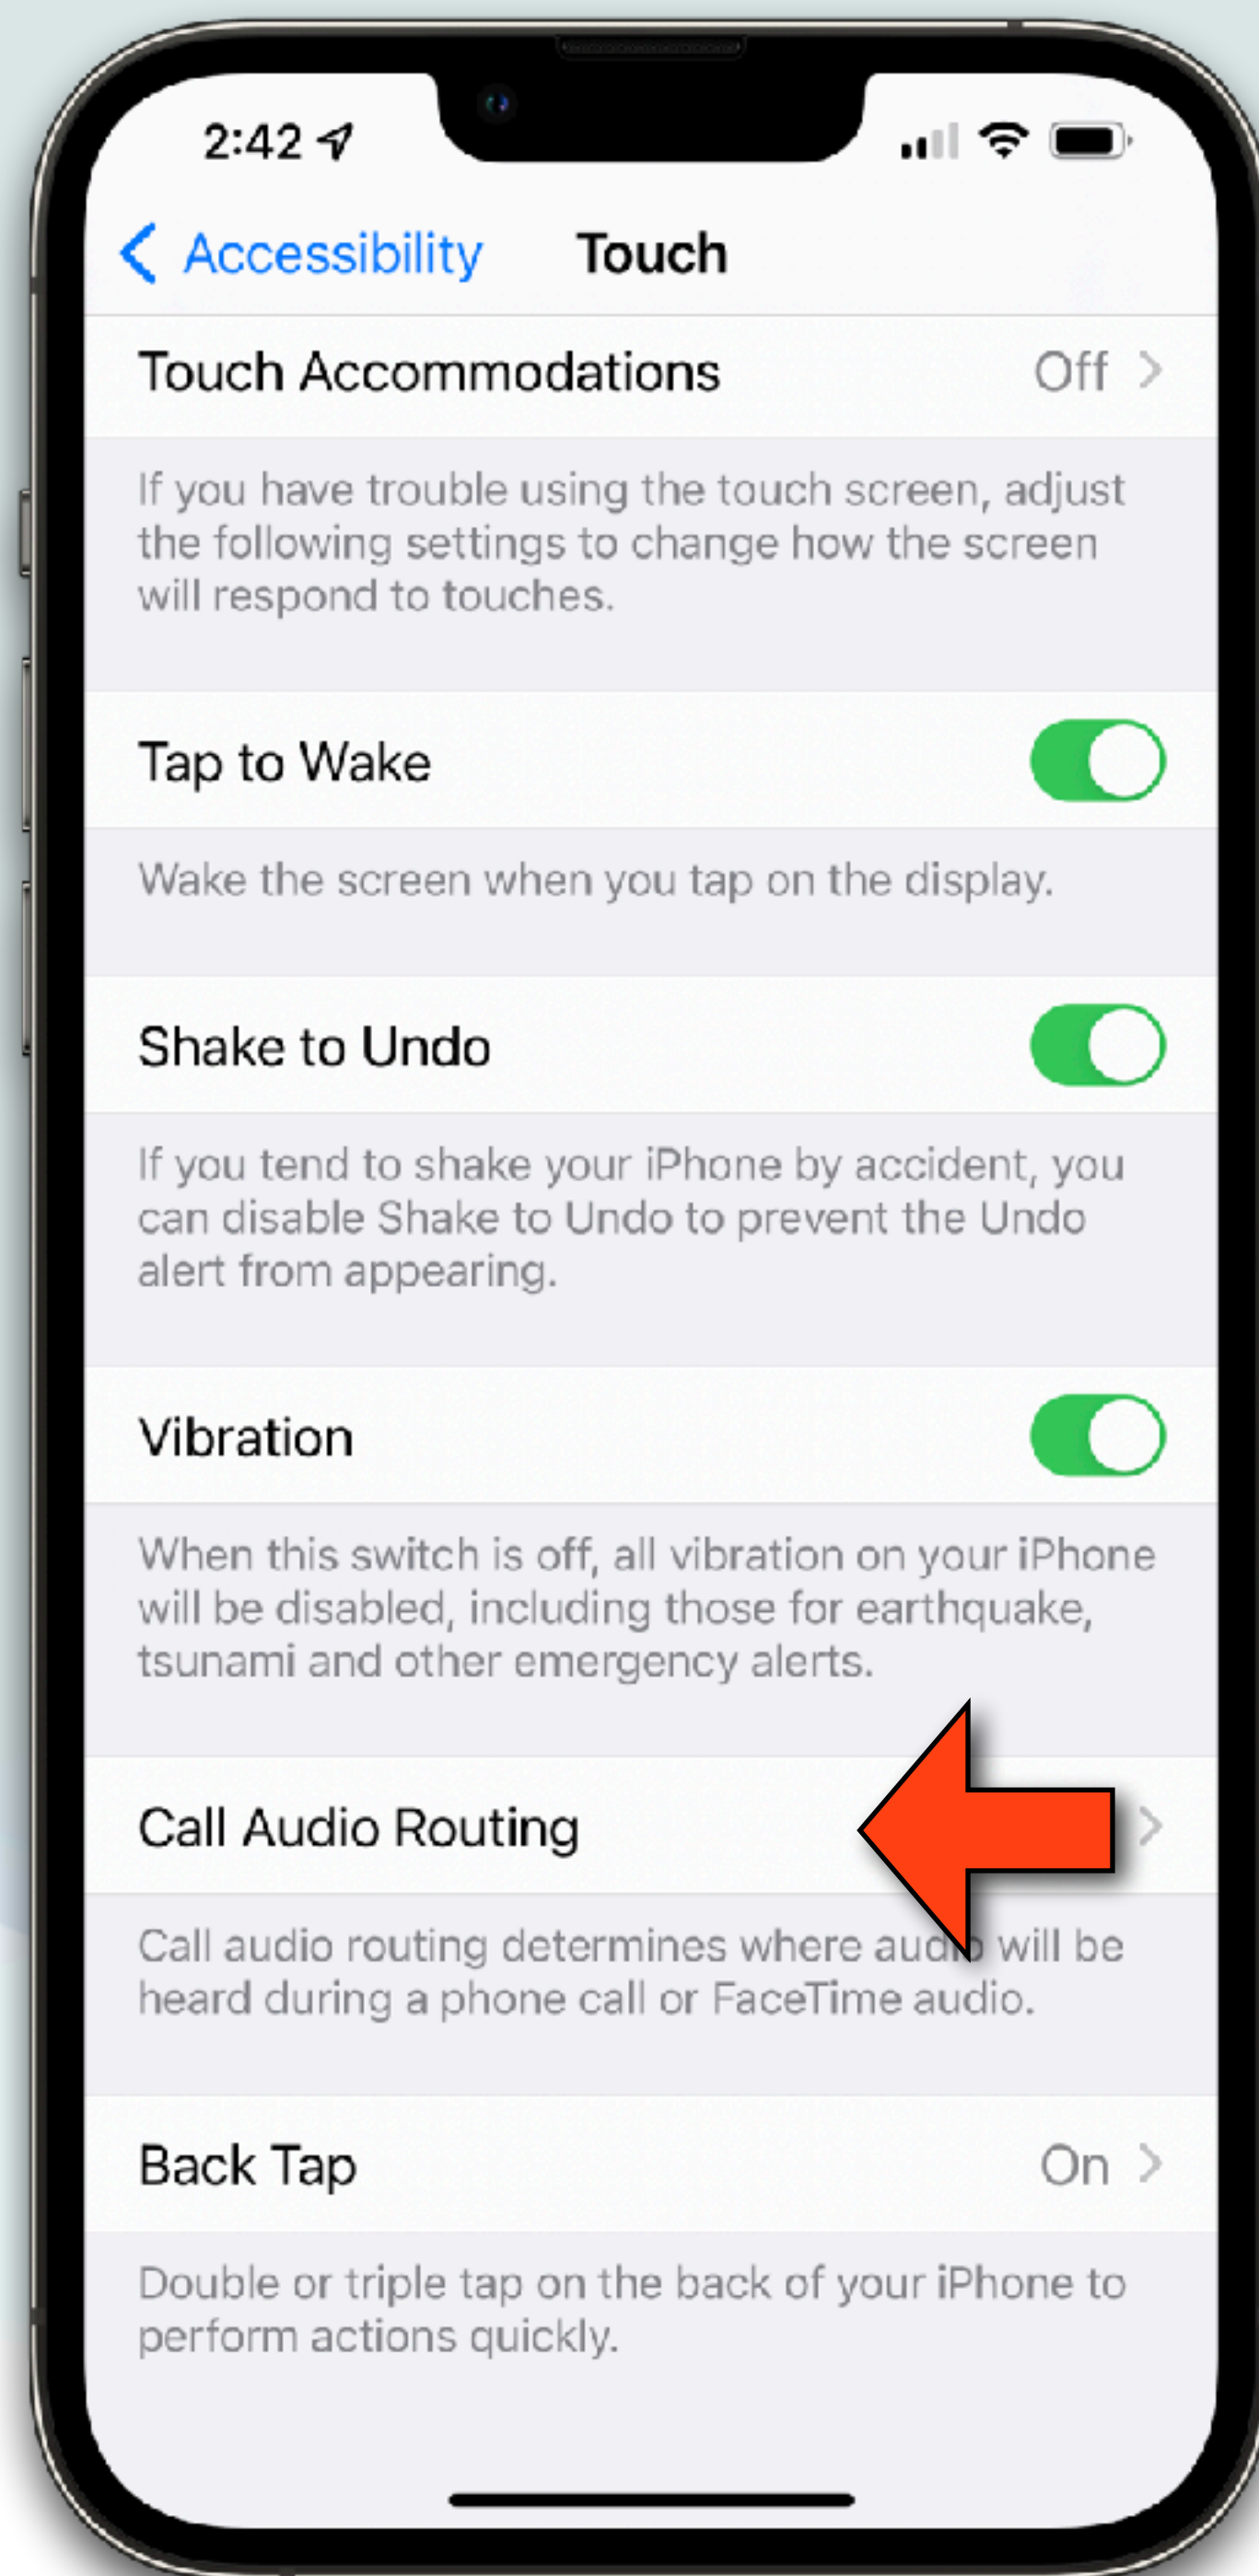 2:42
Accessibility Touch
Touch Accommodations Off
If you have trouble using the touch screen, adjust
the following settings to change how the screen
will respond to touches.
Tap to Wake
Wake the screen when you tap on the display.
Shake to Undo
If you tend to shake your iPhone by accident, you
can disable Shake to Undo to prevent the Undo
alert from appearing.
Vibration
When this switch is off, all vibration on your iPhone
will be disabled, including those for earthquake,
tsunami and other emergency alerts.
Call Audio Routing
Call audio routing determines where audio will be
heard during a phone call or FaceTime audio.
Back Tap On
Double or triple tap on the back of your iPhone to
perform actions quickly.